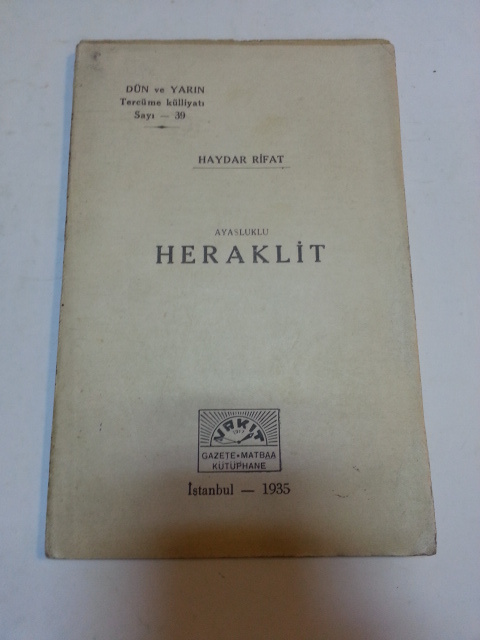 DÜN ve YARIN
Tercüme külliyatı
Sayı — 39
HAYDAR RİFAT
AYASLUKLU
HERAKLİT
VAKIT
GAZETE•MATBAA
KÜTÜPHANE
İstanbul — 1935